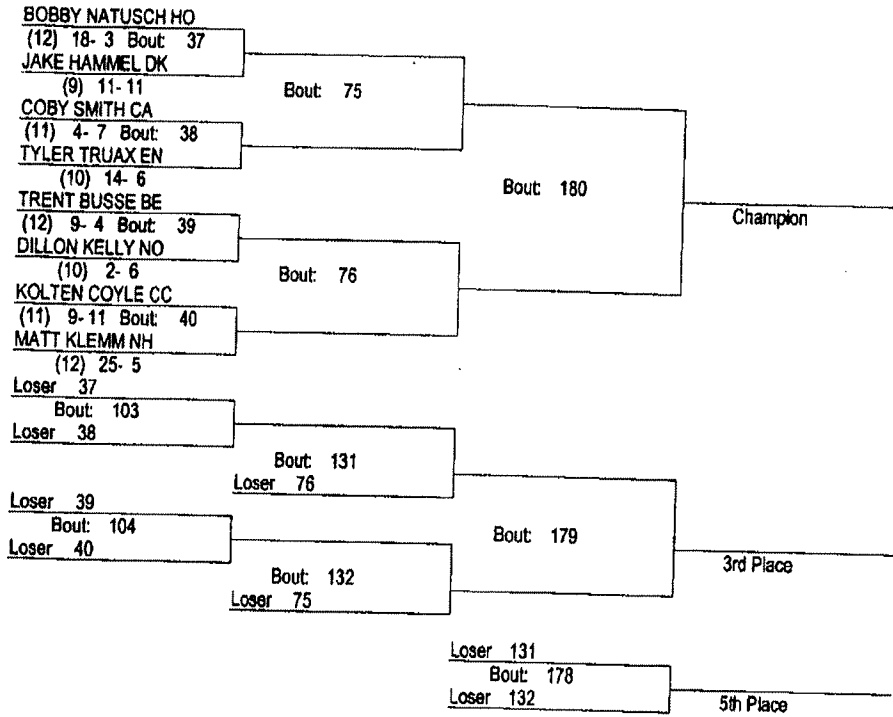 BOBBY NATUSCH HO
(12) 18- 3 Bout: 37
JAKE HAMMEL DK
(9) 11- 11
COBY SMITH CA
(11) 4- 7 Bout: 38
TYLER TRUAX EN
(10) 14- 6
TRENT BUSSE BE
(12) 9- 4 Bout: 39
DILLON KELLY NO
(10) 2- 6
KOLTEN COYLE CC
(11) 9- 11 Bout: 40
MATT KLEMM NH
(12) 25- 5
Bout: 75
Bout: 76
Bout: 180
Champion
Loser 37
Bout: 103
Loser 38
Loser 39
Bout: 104
Loser 40
Bout: 131
Loser 76
Bout: 132
Loser 75
Bout: 179
3rd Place
Loser 131
Bout: 178
Loser 132
5th Place